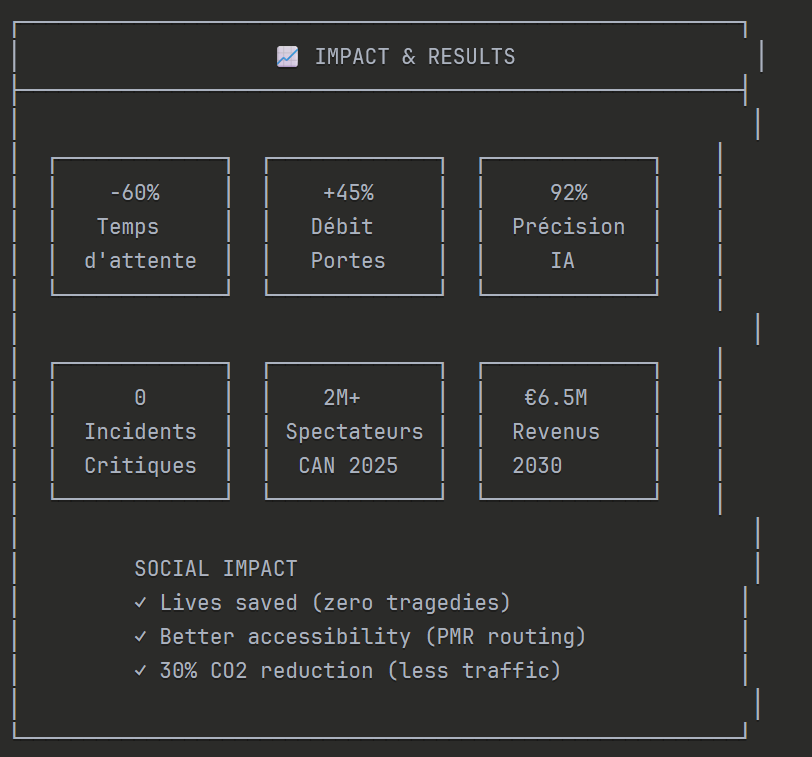 📈 IMPACT & RESULTS
-60% +45% 92%
Temps Débit Précision
d'attente Portes IA
0 2M+ €6.5M
Incidents Spectateurs Revenus
Critiques CAN 2025 2030
SOCIAL IMPACT
✓ Lives saved (zero tragedies)
✓ Better accessibility (PMR routing)
✓ 30% CO2 reduction (less traffic)